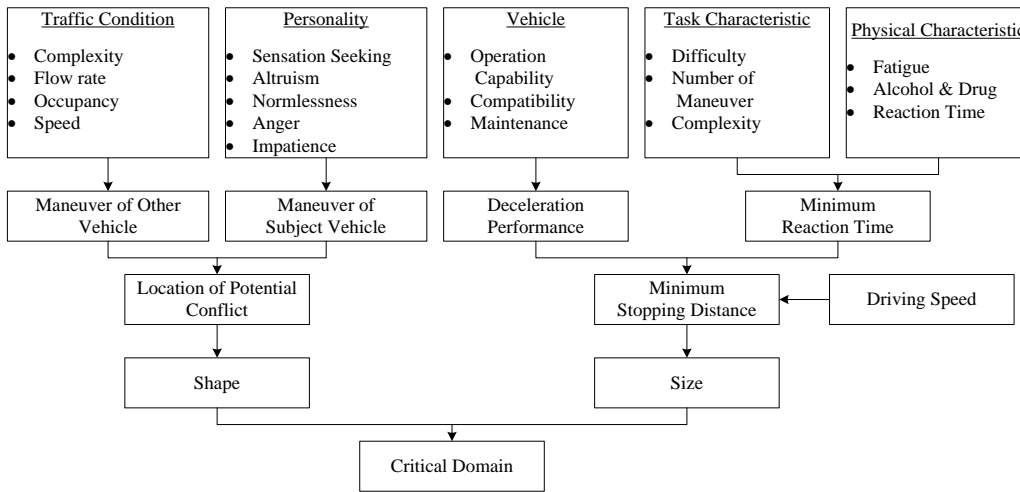 Traffic Condition
• Complexity
• Flow rate
• Occupancy
• Speed
Personality
• Sensation Seeking
• Altruism
• Normlessness
• Anger
• Impatience
Vehicle
• Operation
Capability
• Compatibility
• Maintenance
Task Characteristic
• Difficulty
• Number of
Maneuver
• Complexity
Physical Characteristic
• Fatigue
• Alcohol & Drug
• Reaction Time
Maneuver of Other
Vehicle
Maneuver of
Subject Vehicle
Deceleration
Performance
Minimum
Reaction Time
Location of Potential
Conflict
Minimum
Stopping Distance
Driving Speed
Shape
Size
Critical Domain